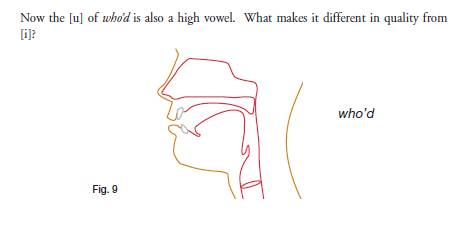 Now the [u] of who'd is also a high vowel. What makes it different in quality from
[i]?
who'd
Fig. 9